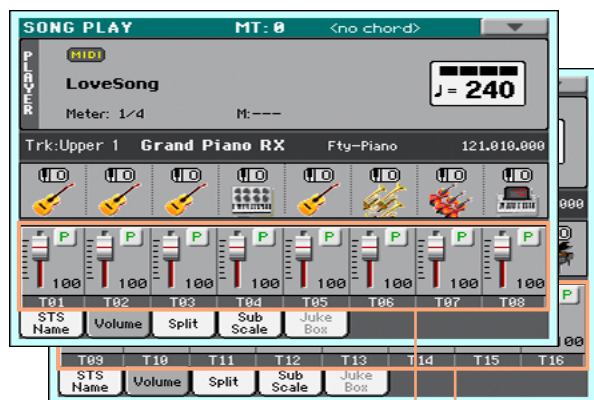 SONG PLAY MT: 0 <no chord>
PLAYER
MIDI
LoveSong
♩= 240
Meter: 1/4 M:---
Trk:Upper 1 Grand Piano RX Fty-Piano 121.010.000
000
P P P P P P P P
100 100 100 100 100 100 100 100
T01 T02 T03 T04 T05 T06 T07 T08
P
00
STS Name Volume Split Sub Scale Juke Box
T09 T10 T11 T12 T13 T14 T15 T16
STS Name Volume Split Sub Scale Juke Box